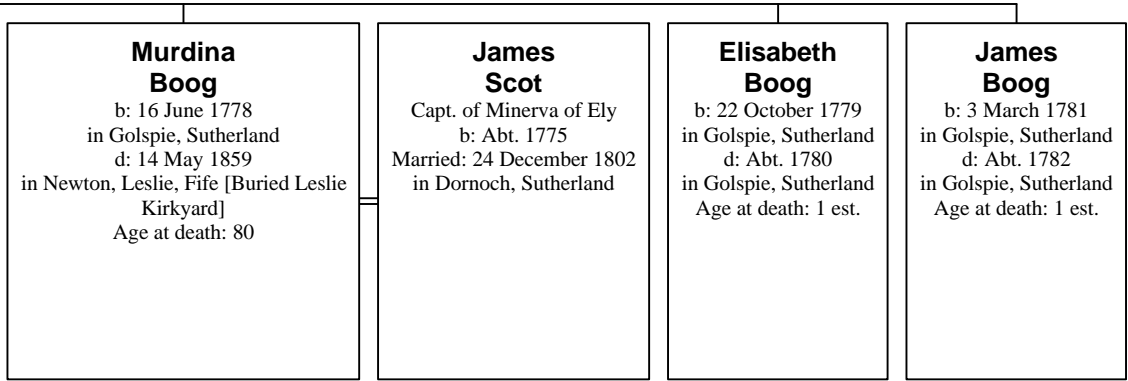 Murdina
Boog
b: 16 June 1778
in Golspie, Sutherland
d: 14 May 1859
in Newton, Leslie, Fife [Buried Leslie
Kirkyard]
Age at death: 80
James
Scot
Capt. of Minerva of Ely
b: Abt. 1775
Married: 24 December 1802
in Dornoch, Sutherland
Elisabeth
Boog
b: 22 October 1779
in Golspie, Sutherland
d: Abt. 1780
in Golspie, Sutherland
Age at death: 1 est.
James
Boog
b: 3 March 1781
in Golspie, Sutherland
d: Abt. 1782
in Golspie, Sutherland
Age at death: 1 est.